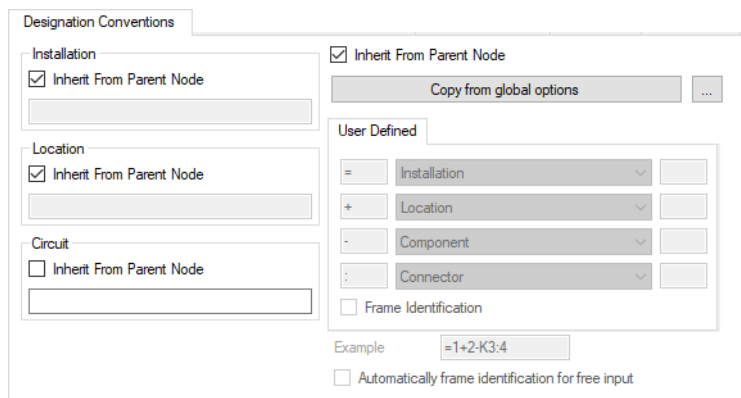 Designation Conventions
Installation
Inherit From Parent Node
Location
Inherit From Parent Node
Circuit
Inherit From Parent Node
Inherit From Parent Node
Copy from global options
...
User Defined
= Installation
+ Location
- Component
: Connector
Frame Identification
Example =1+2-K3:4
Automatically frame identification for free input